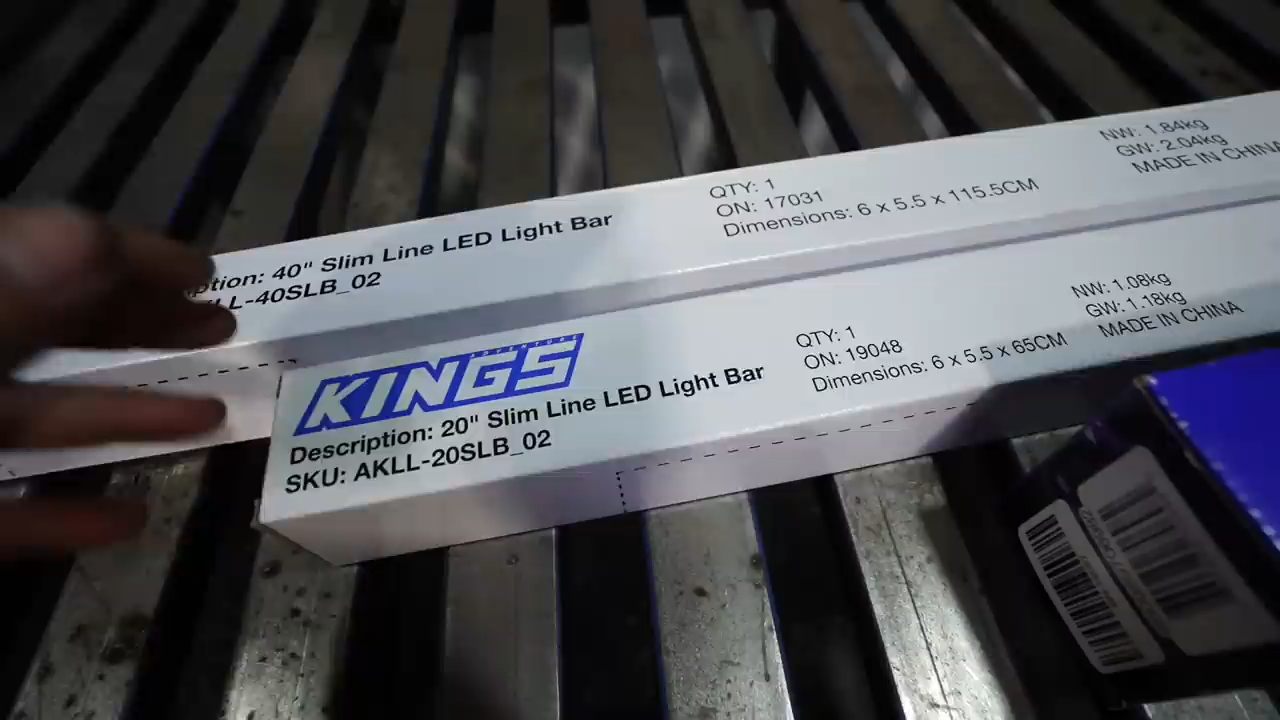 40" Slim Line LED Light Bar
LL-40SLB_02
QTY: 1
ON: 17031
Dimensions: 6 x 5.5 x 115.5CM
NW: 1.84kg
GW: 2.04kg
MADE IN CHINA
ADVENTURE
KINGS
Description: 20" Slim Line LED Light Bar
SKU: AKLL-20SLB_02
QTY: 1
ON: 19048
Dimensions: 6 x 5.5 x 65CM
NW: 1.08kg
GW: 1.18kg
MADE IN CHINA